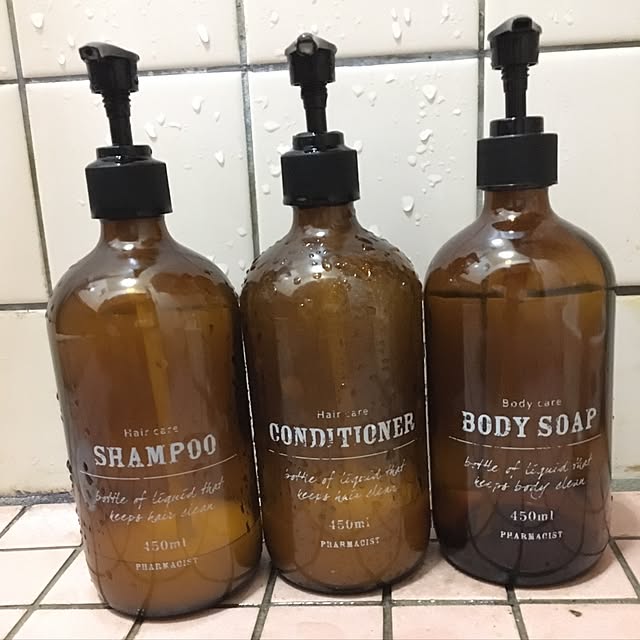 Hair care
SHAMPOO
bottle of liquid that
keeps hair clean
450ml
PHARMACIST
Hair care
CONDITIONER
bottle of liquid that
keeps hair clean
450ml
PHARMACIST
Body care
BODY SOAP
bottle of liquid that
keeps body clean
450ml
PHARMACIST